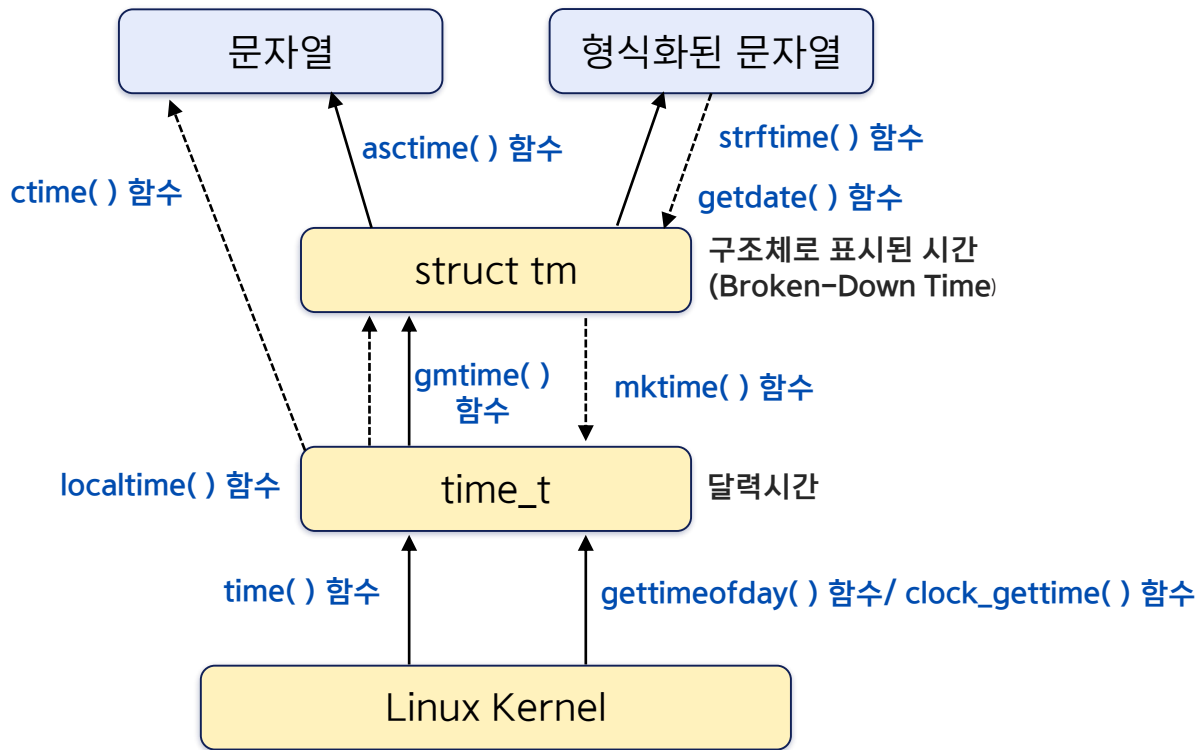 문자열
형식화된 문자열
asctime( ) 함수
strftime( ) 함수
ctime( ) 함수
getdate( ) 함수
struct tm
구조체로 표시된 시간
(Broken-Down Time)
gmtime( )
함수
mktime( ) 함수
localtime( ) 함수
time_t
달력시간
time( ) 함수
gettimeofday( ) 함수/ clock_gettime( ) 함수
Linux Kernel